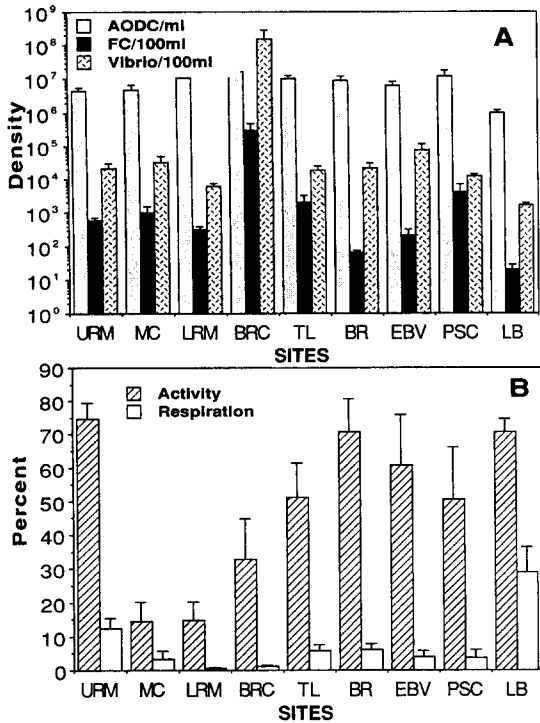 10⁹
10⁸
10⁷
10⁶
10⁵
10⁴
10³
10²
10¹
10⁰
Density
AODC/ml
FC/100ml
Vibrio/100ml
A
URM MC LRM BRC TL BR EBV PSC LB
SITES
90
80
70
60
50
40
30
20
10
0
Percent
Activity
Respiration
B
URM MC LRM BRC TL BR EBV PSC LB
SITES